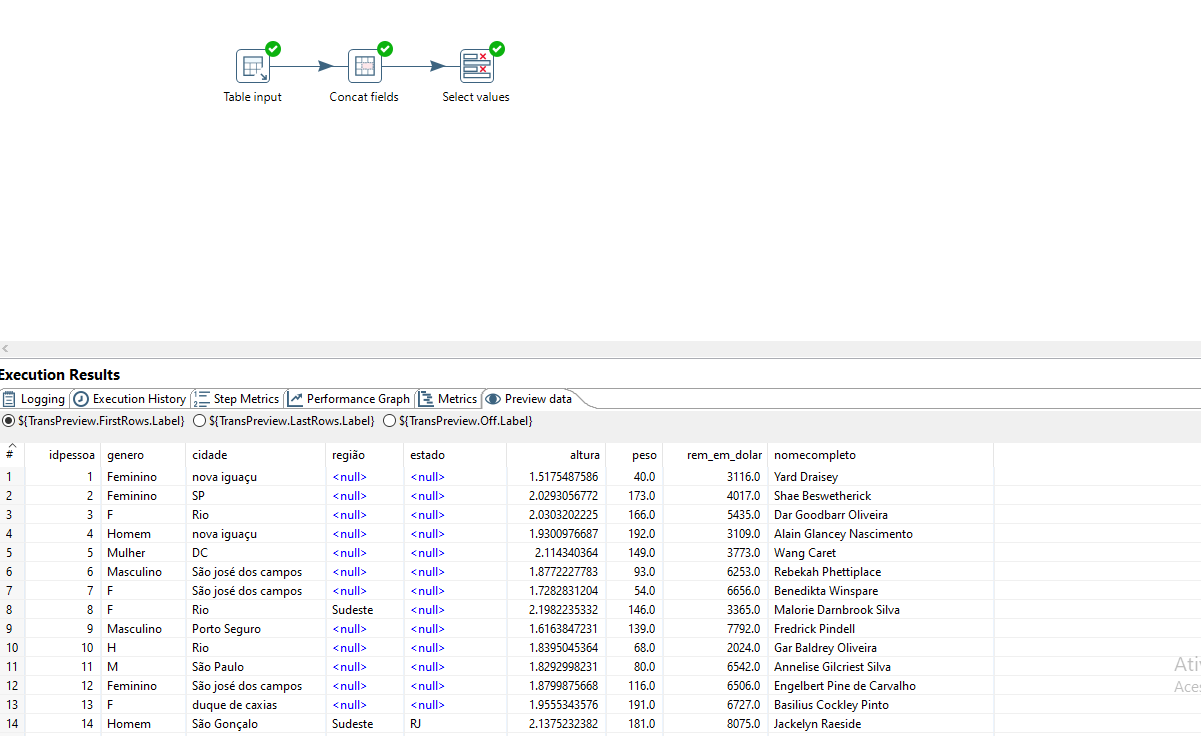 Table input Concat fields Select values
Execution Results
Logging Execution History Step Metrics Performance Graph Metrics Preview data
${TransPreview.FirstRows.Label} ${TransPreview.LastRows.Label} ${TransPreview.Off.Label}
# idpessoa genero cidade região estado altura peso rem_em_dolar nomecompleto
1 1 Feminino nova iguaçu <null> <null> 1.5175487586 40.0 3116.0 Yard Draisey
2 2 Feminino SP <null> <null> 2.0293056772 173.0 4017.0 Shae Beswetherick
3 3 F Rio <null> <null> 2.0303202225 166.0 5435.0 Dar Goodbarr Oliveira
4 4 Homem nova iguaçu <null> <null> 1.9300976687 192.0 3109.0 Alain Glancey Nascimento
5 5 Mulher DC <null> <null> 2.114340364 149.0 3773.0 Wang Caret
6 6 Masculino São josé dos campos <null> <null> 1.8772227783 93.0 6253.0 Rebekah Phettiplace
7 7 F São josé dos campos <null> <null> 1.7282831204 54.0 6656.0 Benedikta Winspare
8 8 F Rio Sudeste <null> 2.1982235332 146.0 3365.0 Malorie Darnbrook Silva
9 9 Masculino Porto Seguro <null> <null> 1.6163847231 139.0 7792.0 Fredrick Pindell
10 10 H Rio <null> <null> 1.8395045364 68.0 2024.0 Gar Baldrey Oliveira
11 11 M São Paulo <null> <null> 1.8292998231 80.0 6542.0 Annelise Gilcriest Silva
12 12 Feminino São josé dos campos <null> <null> 1.8799875668 116.0 6506.0 Engelbert Pine de Carvalho
13 13 F duque de caxias <null> <null> 1.9555343576 191.0 6727.0 Basilius Cockley Pinto
14 14 Homem São Gonçalo Sudeste RJ 2.1375232382 181.0 8075.0 Jackelyn Raeside
Ati
Aces